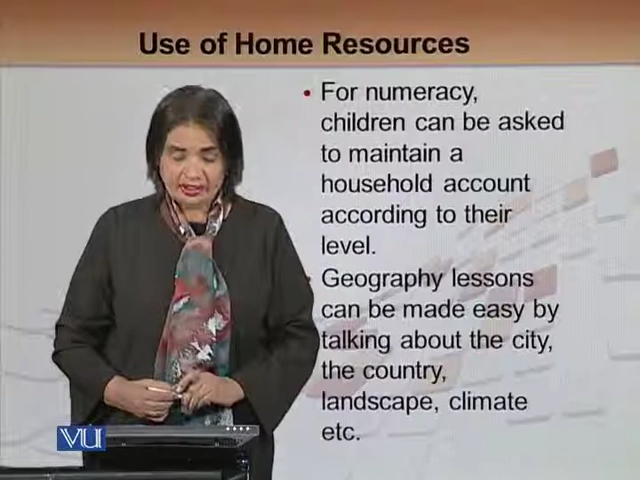 Use of Home Resources
• For numeracy,
children can be asked
to maintain a
household account
according to their
level.
• Geography lessons
can be made easy by
talking about the city,
the country,
landscape, climate
etc.
VU